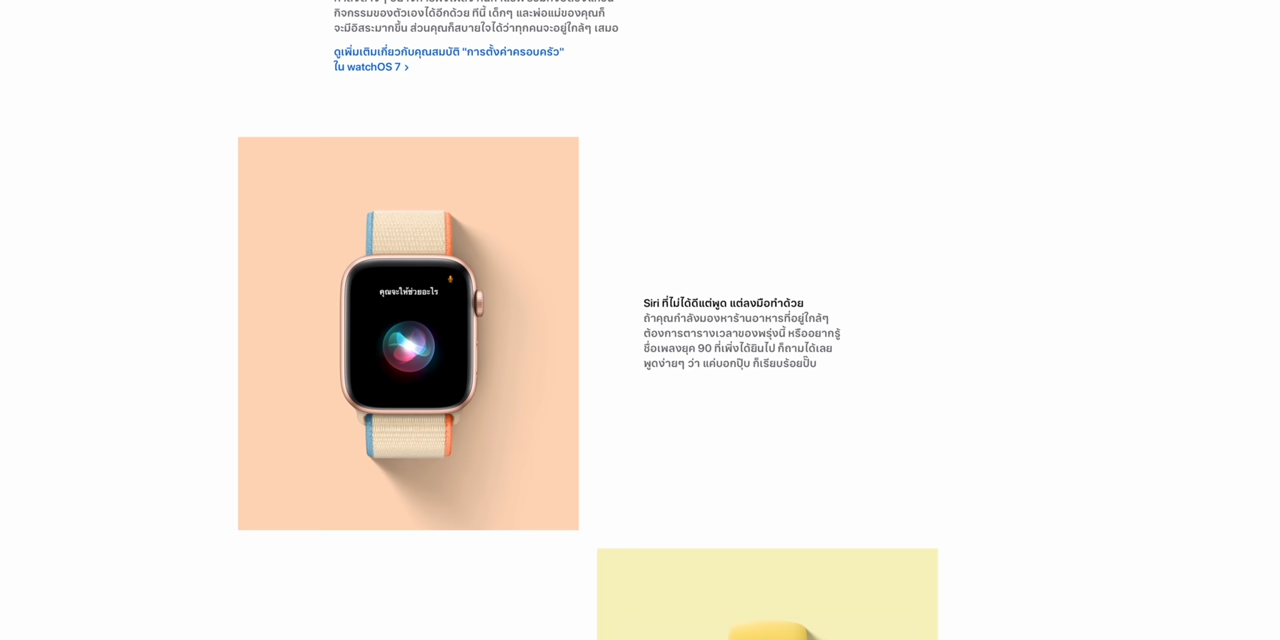 กิจกรรมของตัวเองได้อีกด้วย ทีนี้ เด็กๆ และพ่อแม่ของคุณก็
จะมีอิสระมากขึ้น ส่วนคุณก็สบายใจได้ว่าทุกคนจะอยู่ใกล้ๆ เสมอ
ดูเพิ่มเติมเกี่ยวกับคุณสมบัติ "การตั้งค่าครอบครัว"
ใน watchOS 7 ›
คุณจะให้ช่วยอะไร
Siri ที่ไม่ได้ดีแต่พูด แต่ลงมือทำด้วย
ถ้าคุณกำลังมองหาร้านอาหารที่อยู่ใกล้ๆ
ต้องการตารางเวลาของพรุ่งนี้ หรืออยากรู้
ชื่อเพลงยุค 90 ที่เพิ่งได้ยินไป ก็ถามได้เลย
พูดง่ายๆ ว่า แค่บอกปุ๊บ ก็เรียบร้อยปั๊บ